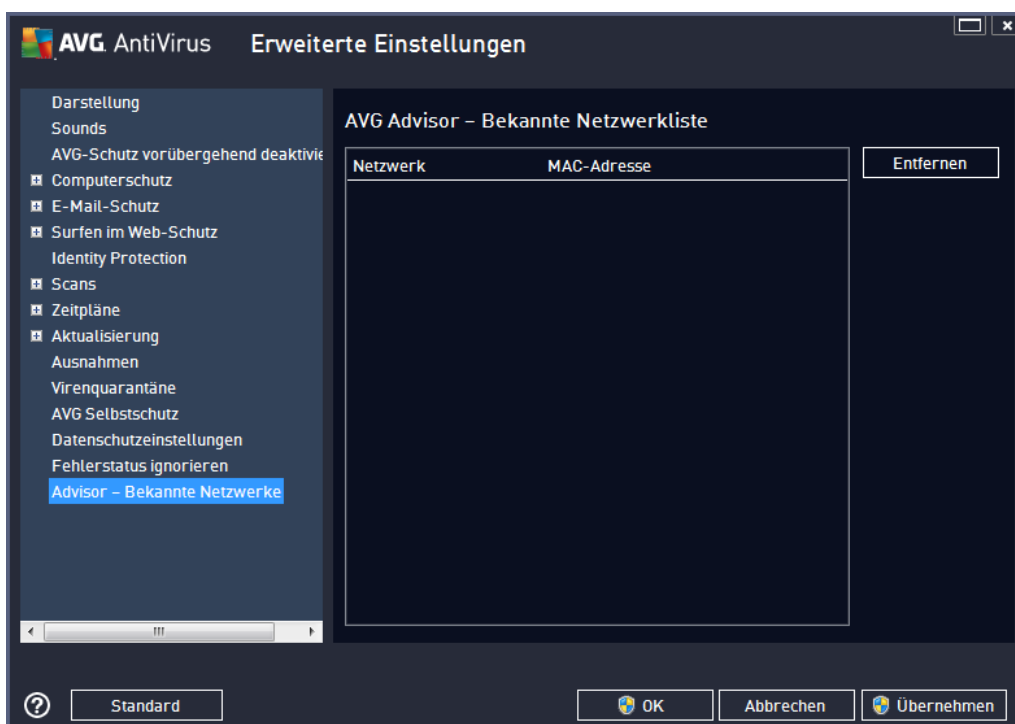 AVG AntiVirus Erweiterte Einstellungen
Darstellung
Sounds
AVG-Schutz vorübergehend deaktivie
Computerschutz
E-Mail-Schutz
Surfen im Web-Schutz
Identity Protection
Scans
Zeitpläne
Aktualisierung
Ausnahmen
Virenquarantäne
AVG Selbstschutz
Datenschutzeinstellungen
Fehlerstatus ignorieren
Advisor – Bekannte Netzwerke
AVG Advisor – Bekannte Netzwerkliste
Netzwerk MAC-Adresse
Entfernen
Standard OK Abbrechen Übernehmen